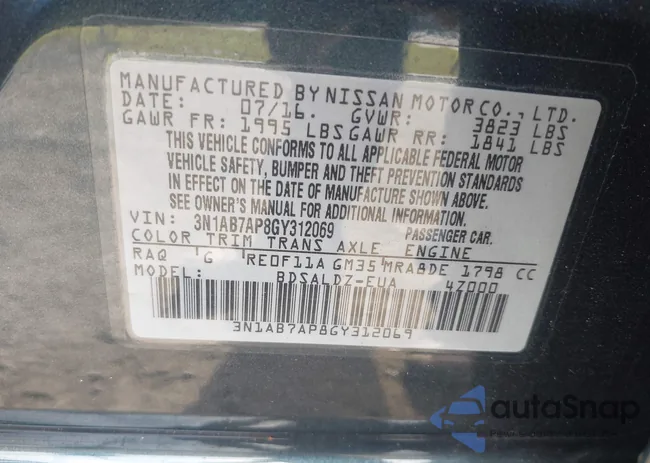 MANUFACTURED BY NISSAN MOTOR CO., LTD.
DATE: 07/16. GVWR: 3823 LBS
GAWR FR: 1995 LBS GAWR RR: 1841 LBS
THIS VEHICLE CONFORMS TO ALL APPLICABLE FEDERAL MOTOR
VEHICLE SAFETY, BUMPER AND THEFT PREVENTION STANDARDS
IN EFFECT ON THE DATE OF MANUFACTURE SHOWN ABOVE.
SEE OWNER'S MANUAL FOR ADDITIONAL INFORMATION.
VIN: 3N1AB7AP8GY312069 PASSENGER CAR.
COLOR TRIM TRANS AXLE ENGINE
RAQ G RE0F11A GM35 MRA8DE 1798 CC
MODEL: BDSALDZ-EUA 4Z000
3N1AB7AP8GY312069
autoSnap